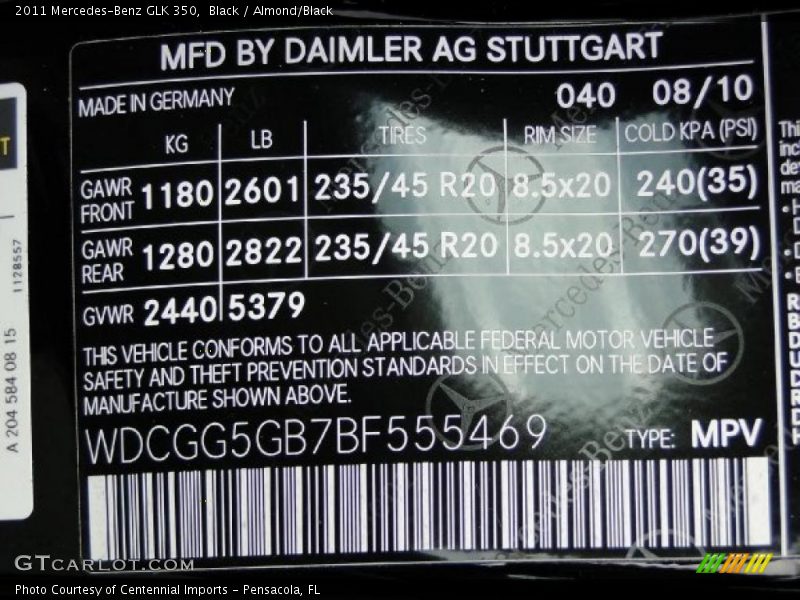 2011 Mercedes-Benz GLK 350, Black / Almond/Black
MFD BY DAIMLER AG STUTTGART
MADE IN GERMANY 040 08/10
KG LB TIRES RIM SIZE COLD KPA (PSI)
GAWR FRONT 1180 2601 235/45 R20 8.5x20 240(35)
GAWR REAR 1280 2822 235/45 R20 8.5x20 270(39)
GVWR 2440 5379
THIS VEHICLE CONFORMS TO ALL APPLICABLE FEDERAL MOTOR VEHICLE
SAFETY AND THEFT PREVENTION STANDARDS IN EFFECT ON THE DATE OF
MANUFACTURE SHOWN ABOVE.
WDCGG5GB7BF555469 TYPE: MPV
A 204 584 08 15
1128557
GTCARLOT.COM
Photo Courtesy of Centennial Imports - Pensacola, FL